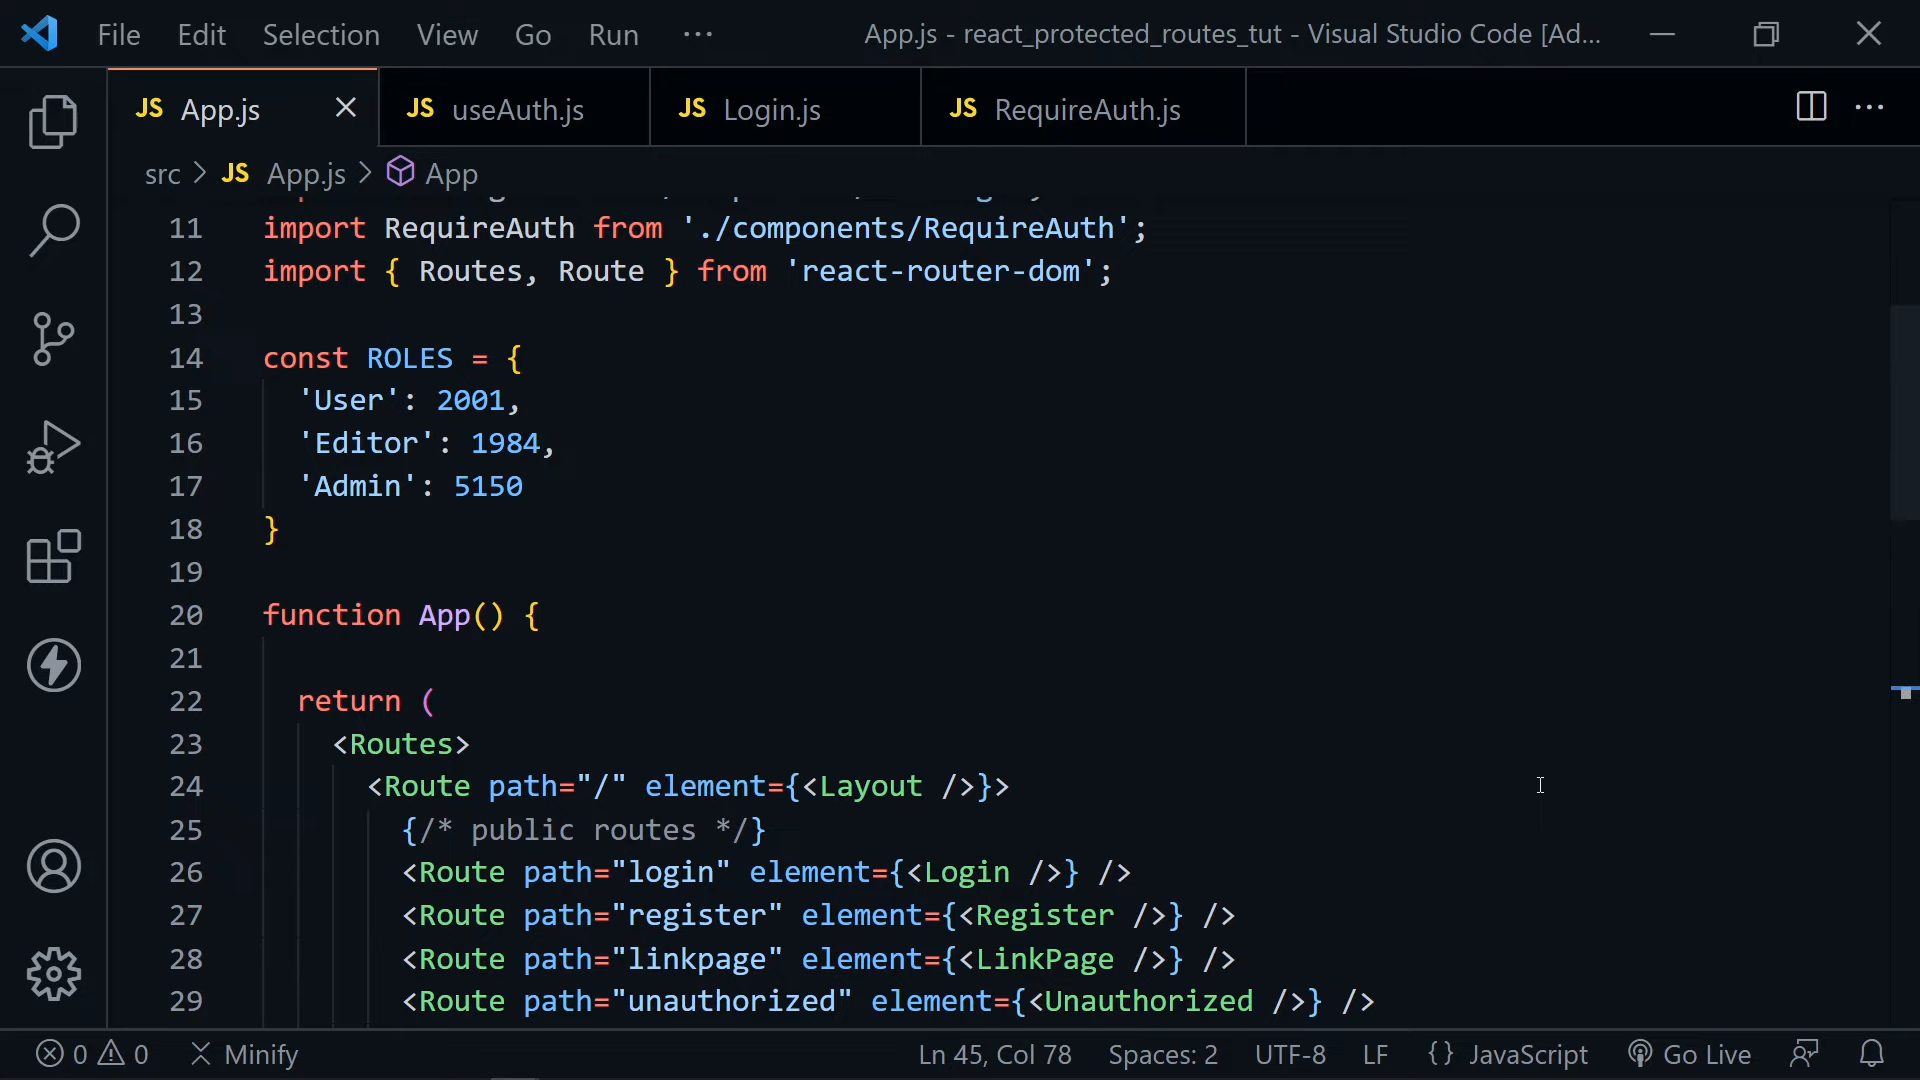 File Edit Selection View Go Run ··· App.js - react_protected_routes_tut - Visual Studio Code [Ad...
JS App.js JS useAuth.js JS Login.js JS RequireAuth.js
src > JS App.js > App
11 import RequireAuth from './components/RequireAuth';
12 import { Routes, Route } from 'react-router-dom';
13
14 const ROLES = {
15 'User': 2001,
16 'Editor': 1984,
17 'Admin': 5150
18 }
19
20 function App() {
21
22 return (
23 <Routes>
24 <Route path="/" element={<Layout />}>
25 {/* public routes */}
26 <Route path="login" element={<Login />} />
27 <Route path="register" element={<Register />} />
28 <Route path="linkpage" element={<LinkPage />} />
29 <Route path="unauthorized" element={<Unauthorized />} />
0 0 Minify Ln 45, Col 78 Spaces: 2 UTF-8 LF {} JavaScript Go Live